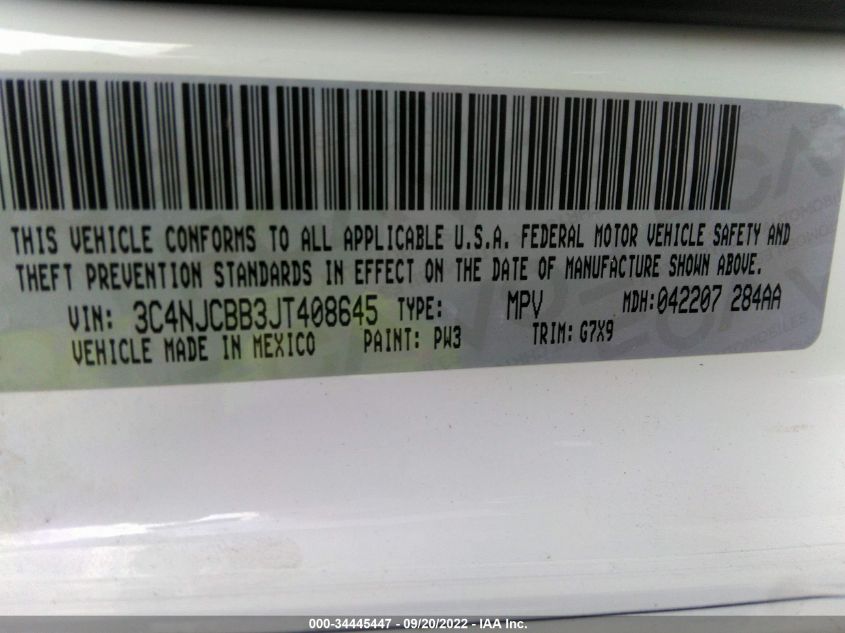 THIS VEHICLE CONFORMS TO ALL APPLICABLE U.S.A. FEDERAL MOTOR VEHICLE SAFETY AND
THEFT PREVENTION STANDARDS IN EFFECT ON THE DATE OF MANUFACTURE SHOWN ABOVE.
VIN: 3C4NJCBB3JT408645 TYPE: MPV MDH:042207 284AA
VEHICLE MADE IN MEXICO PAINT: PW3 TRIM: G7X9
000-34445447 - 09/20/2022 - IAA Inc.